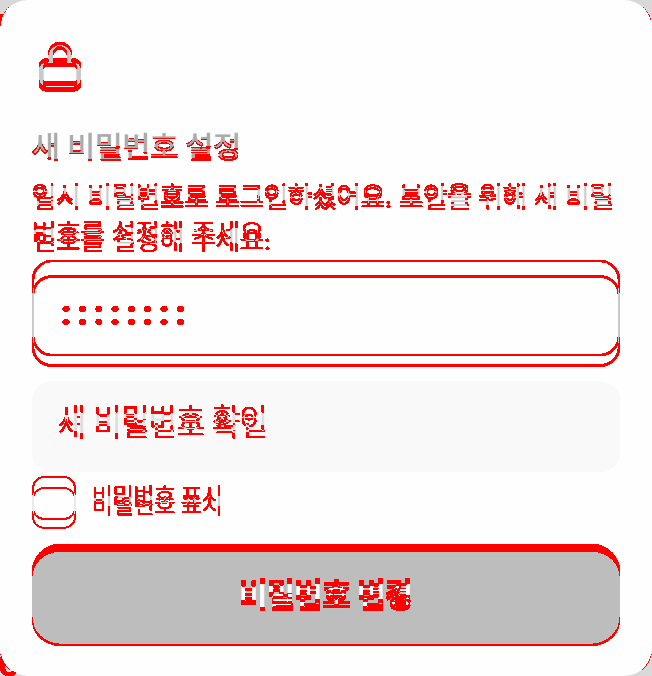 새 비밀번호 설정
임시 비밀번호로 로그인하셨어요. 보안을 위해 새 비밀
번호를 설정해 주세요.
새 비밀번호 확인
비밀번호 표시
비밀번호 변경